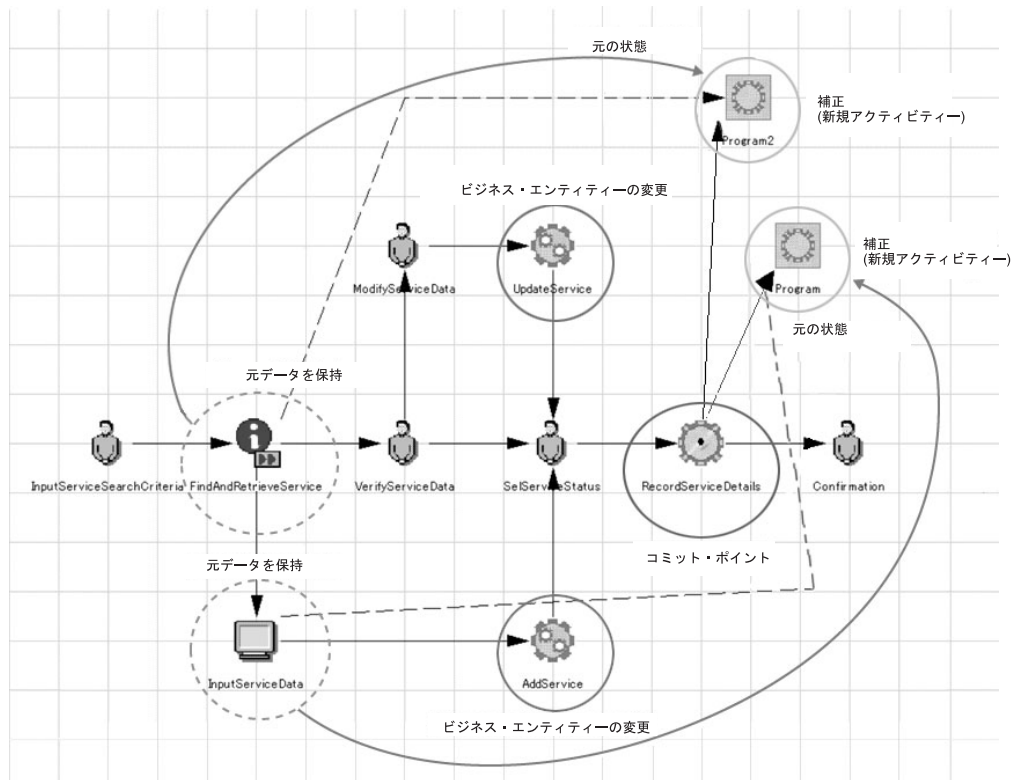 元の状態
補正
(新規アクティビティー)
Program2
ビジネス・エンティティーの変更
補正
(新規アクティビティー)
ModifyServiceData
UpdateService
Program
元の状態
元データを保持
InputServiceSearchCriteria
FindAndRetrieveService
VerifyServiceData
SelServiceStatus
RecordServiceDetails
Confirmation
コミット・ポイント
元データを保持
InputServiceData
AddService
ビジネス・エンティティーの変更